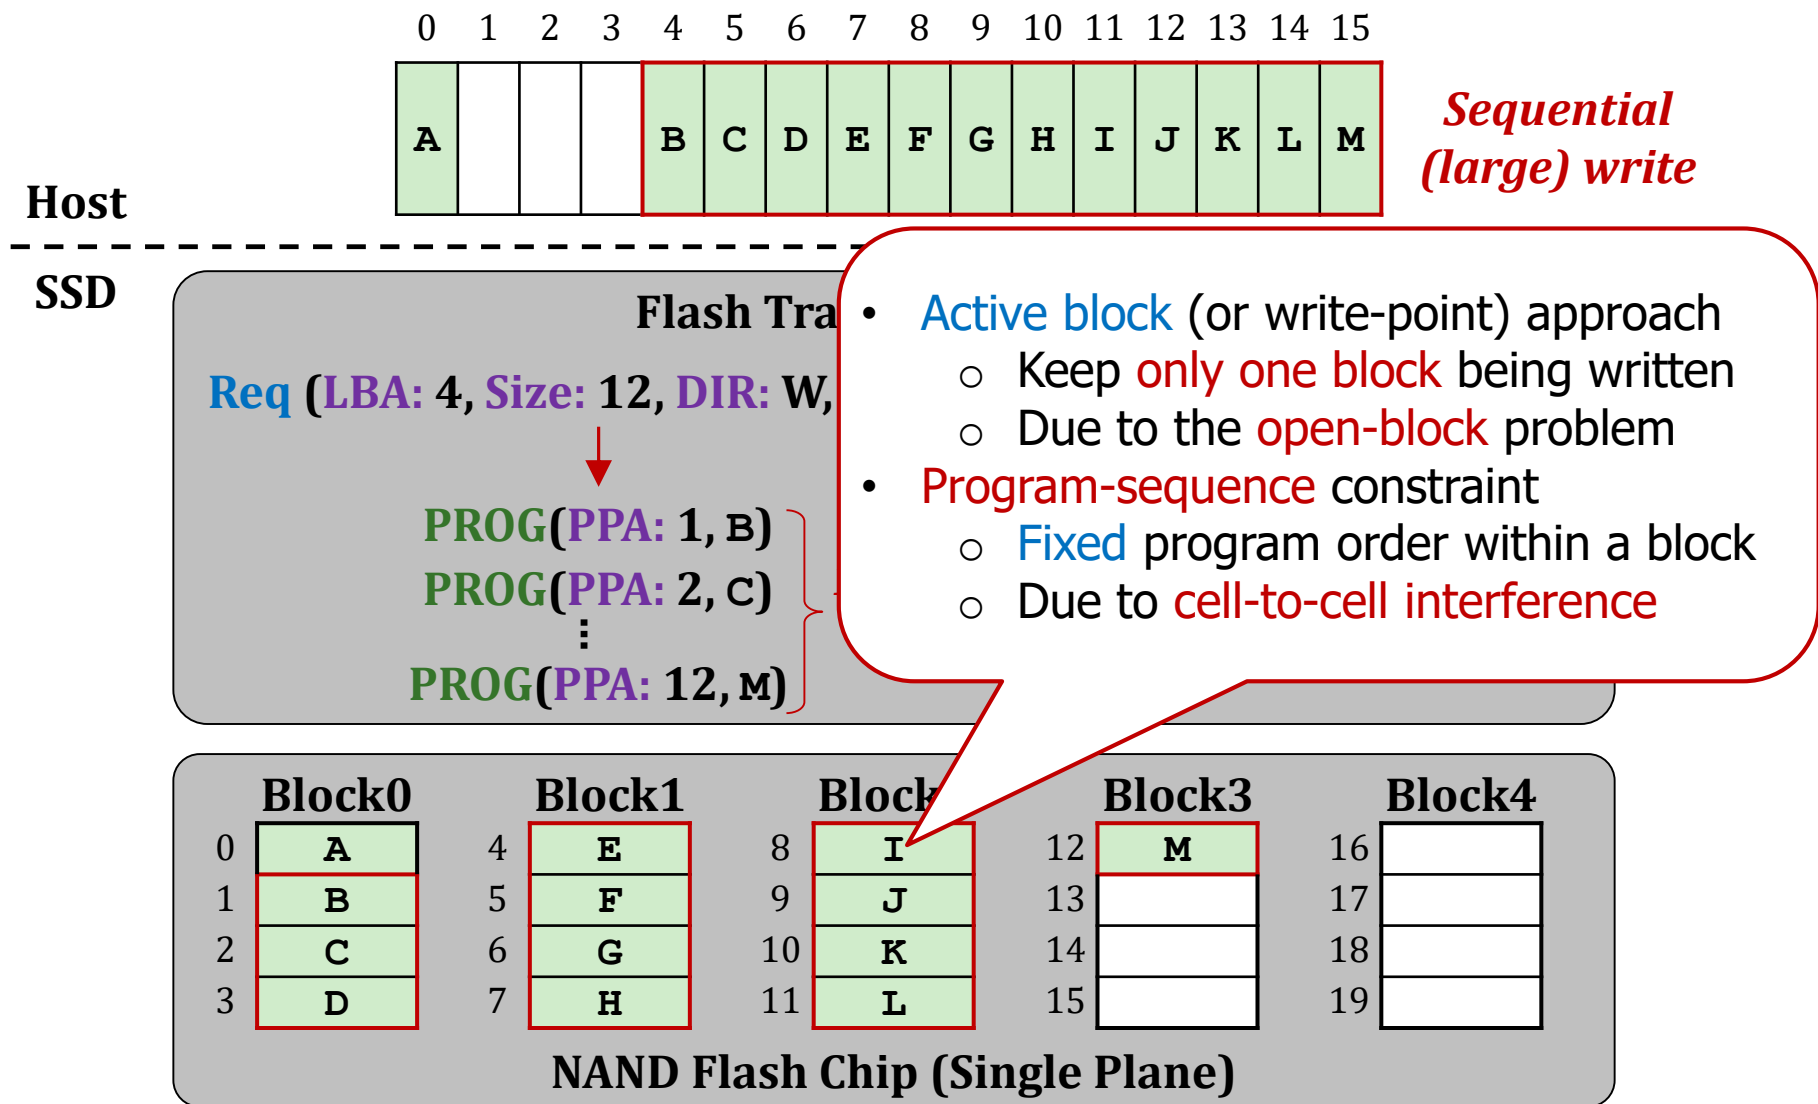 0 1 2 3 4 5 6 7 8 9 10 11 12 13 14 15
A B C D E F G H I J K L M
Sequential
(large) write
Host
SSD
Flash Tra
Req (LBA: 4, Size: 12, DIR: W,
PROG(PPA: 1, B)
PROG(PPA: 2, C)
⋮
PROG(PPA: 12, M)
• Active block (or write-point) approach
o Keep only one block being written
o Due to the open-block problem
• Program-sequence constraint
o Fixed program order within a block
o Due to cell-to-cell interference
Block0 Block1 Block Block3 Block4
0 A 4 E 8 I 12 M 16
1 B 5 F 9 J 13 17
2 C 6 G 10 K 14 18
3 D 7 H 11 L 15 19
NAND Flash Chip (Single Plane)